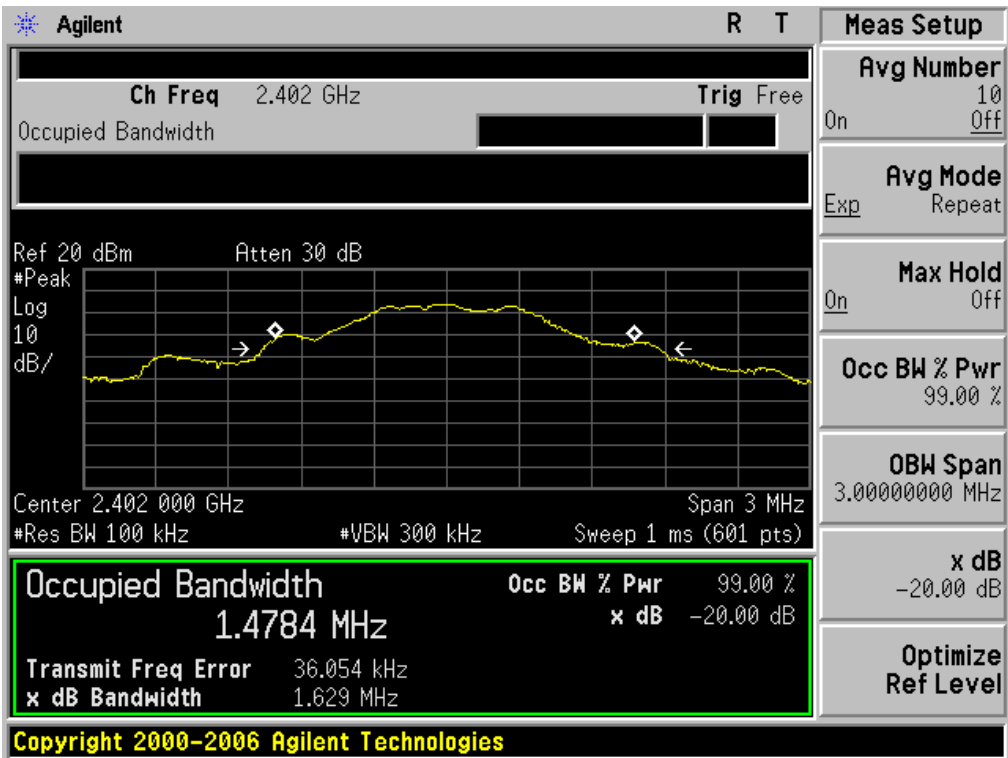 Agilent R T
Ch Freq 2.402 GHz Trig Free
Occupied Bandwidth
Ref 20 dBm Atten 30 dB
#Peak
Log
10
dB/
Center 2.402 000 GHz Span 3 MHz
#Res BW 100 kHz #VBW 300 kHz Sweep 1 ms (601 pts)
Occupied Bandwidth Occ BW % Pwr 99.00 %
1.4784 MHz x dB -20.00 dB
Transmit Freq Error 36.054 kHz
x dB Bandwidth 1.629 MHz
Copyright 2000-2006 Agilent Technologies
Meas Setup
Avg Number
10
On Off
Avg Mode
Exp Repeat
Max Hold
On Off
Occ BW % Pwr
99.00 %
OBW Span
3.00000000 MHz
x dB
-20.00 dB
Optimize
Ref Level